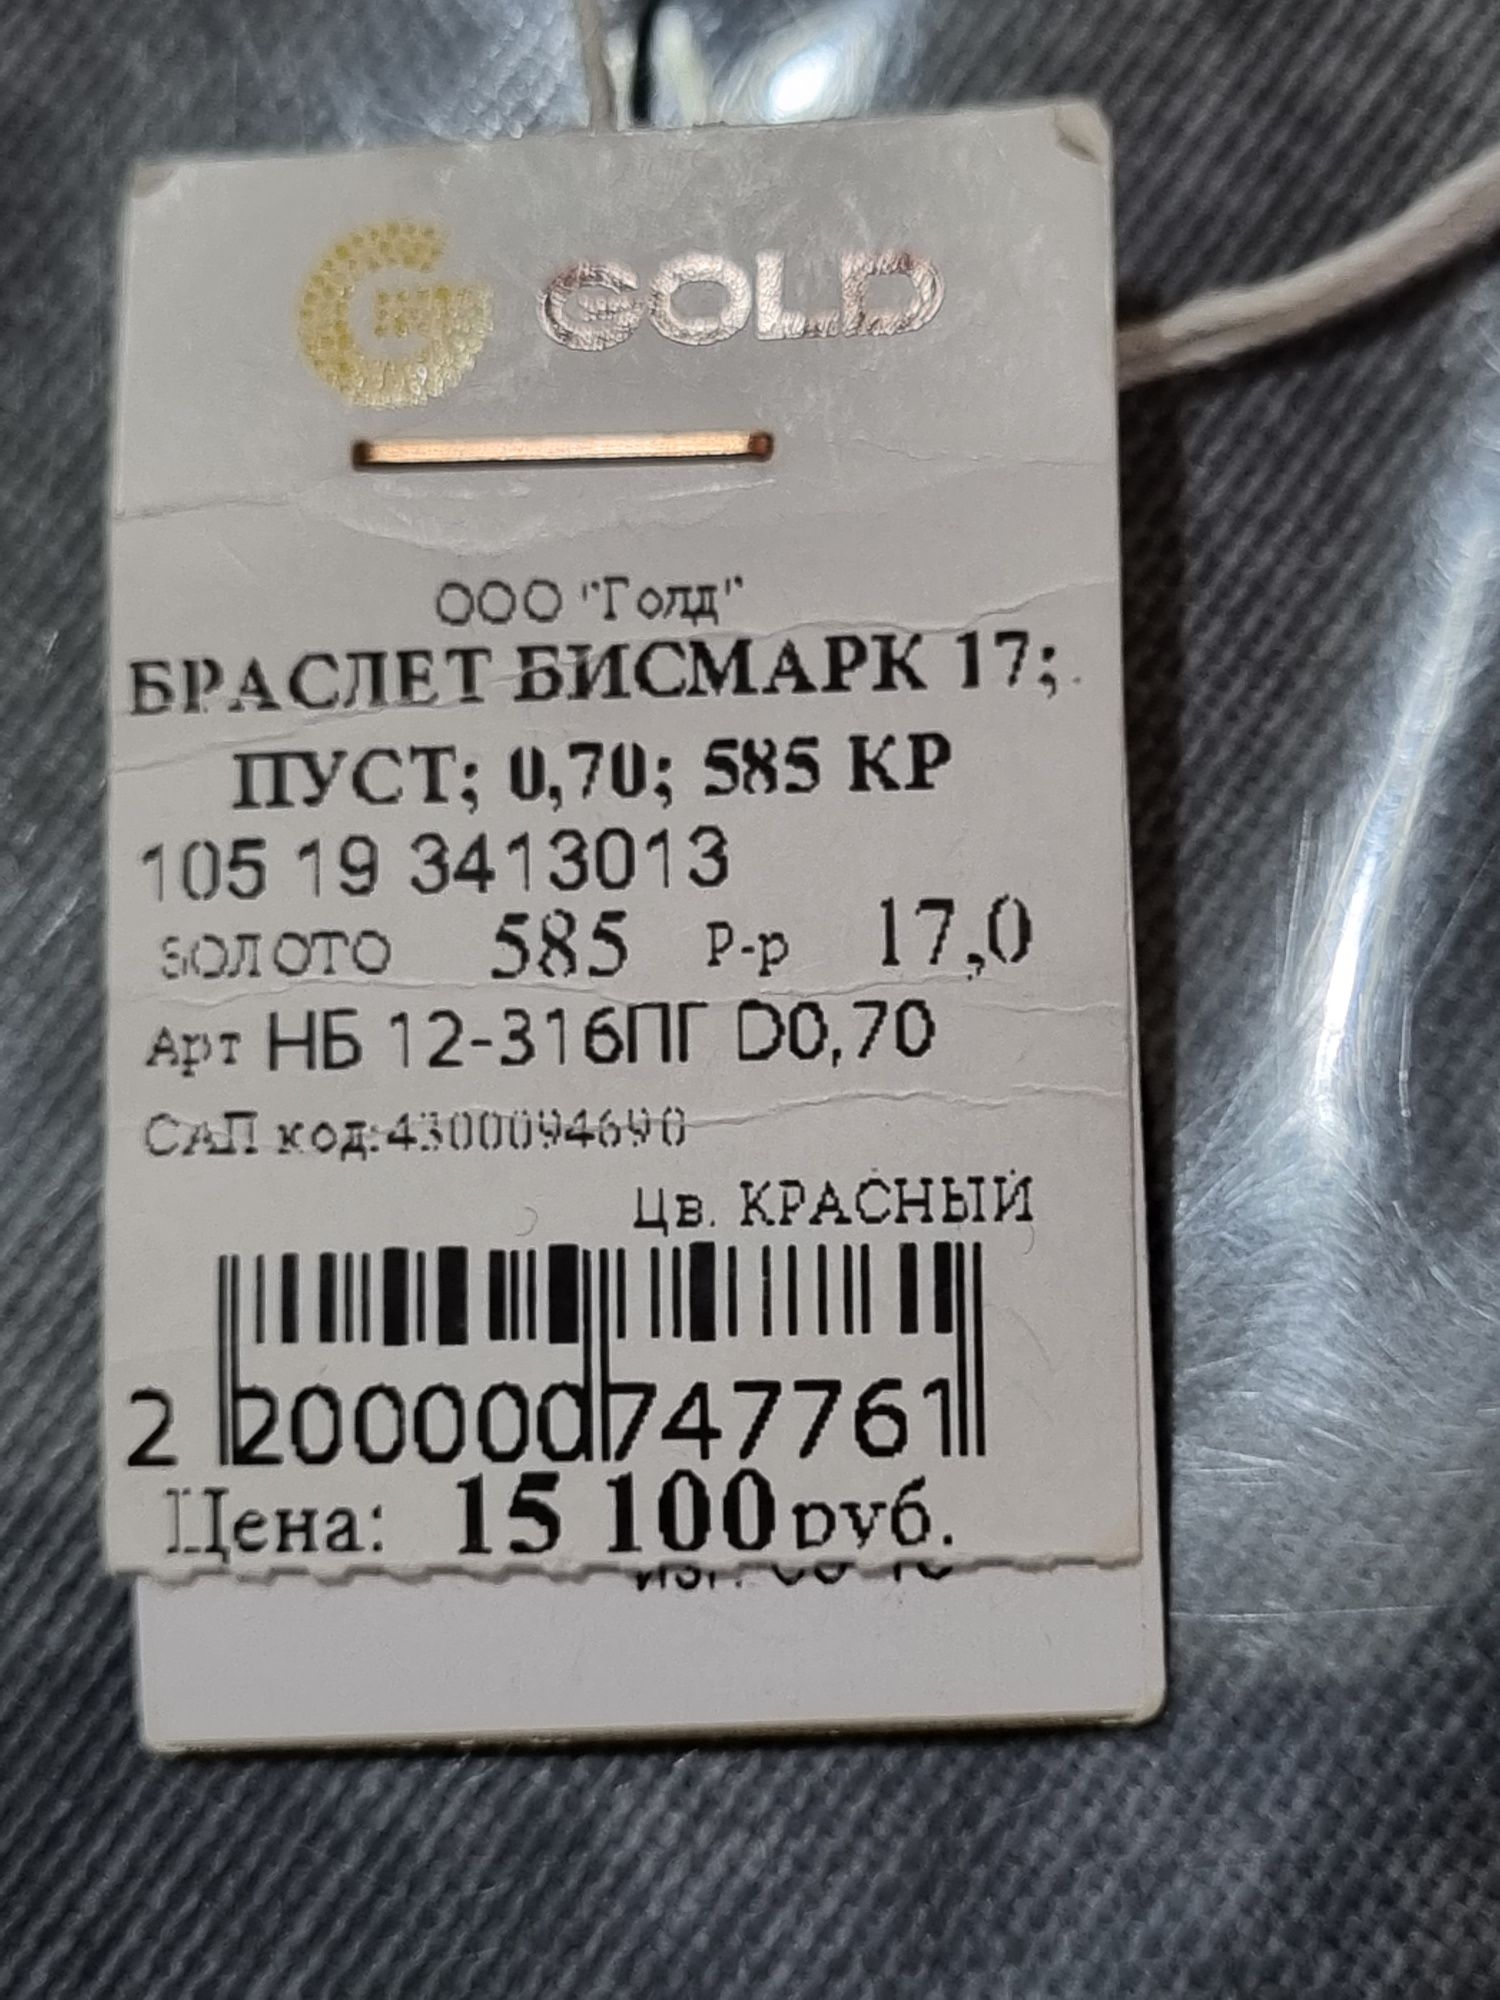 GOLD
ООО "Голд"
БРАСЛЕТ БИСМАРК 17;
ПУСТ; 0,70; 585 КР
105 19 3413013
ЗОЛОТО 585 Р-р 17,0
Арт НБ 12-316ПГ D0,70
САП код:4300094690
Цв. КРАСНЫЙ
2 200000 747761
Цена: 15 100 руб.